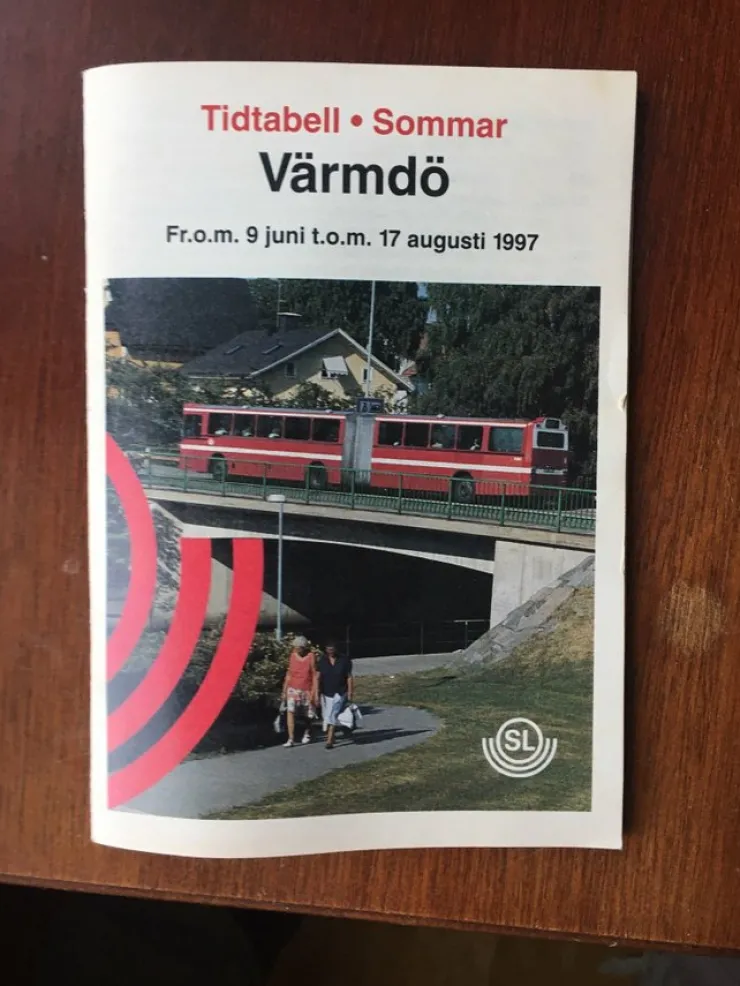 Tidtabell • Sommar
Värmdö
Fr.o.m. 9 juni t.o.m. 17 augusti 1997
SL